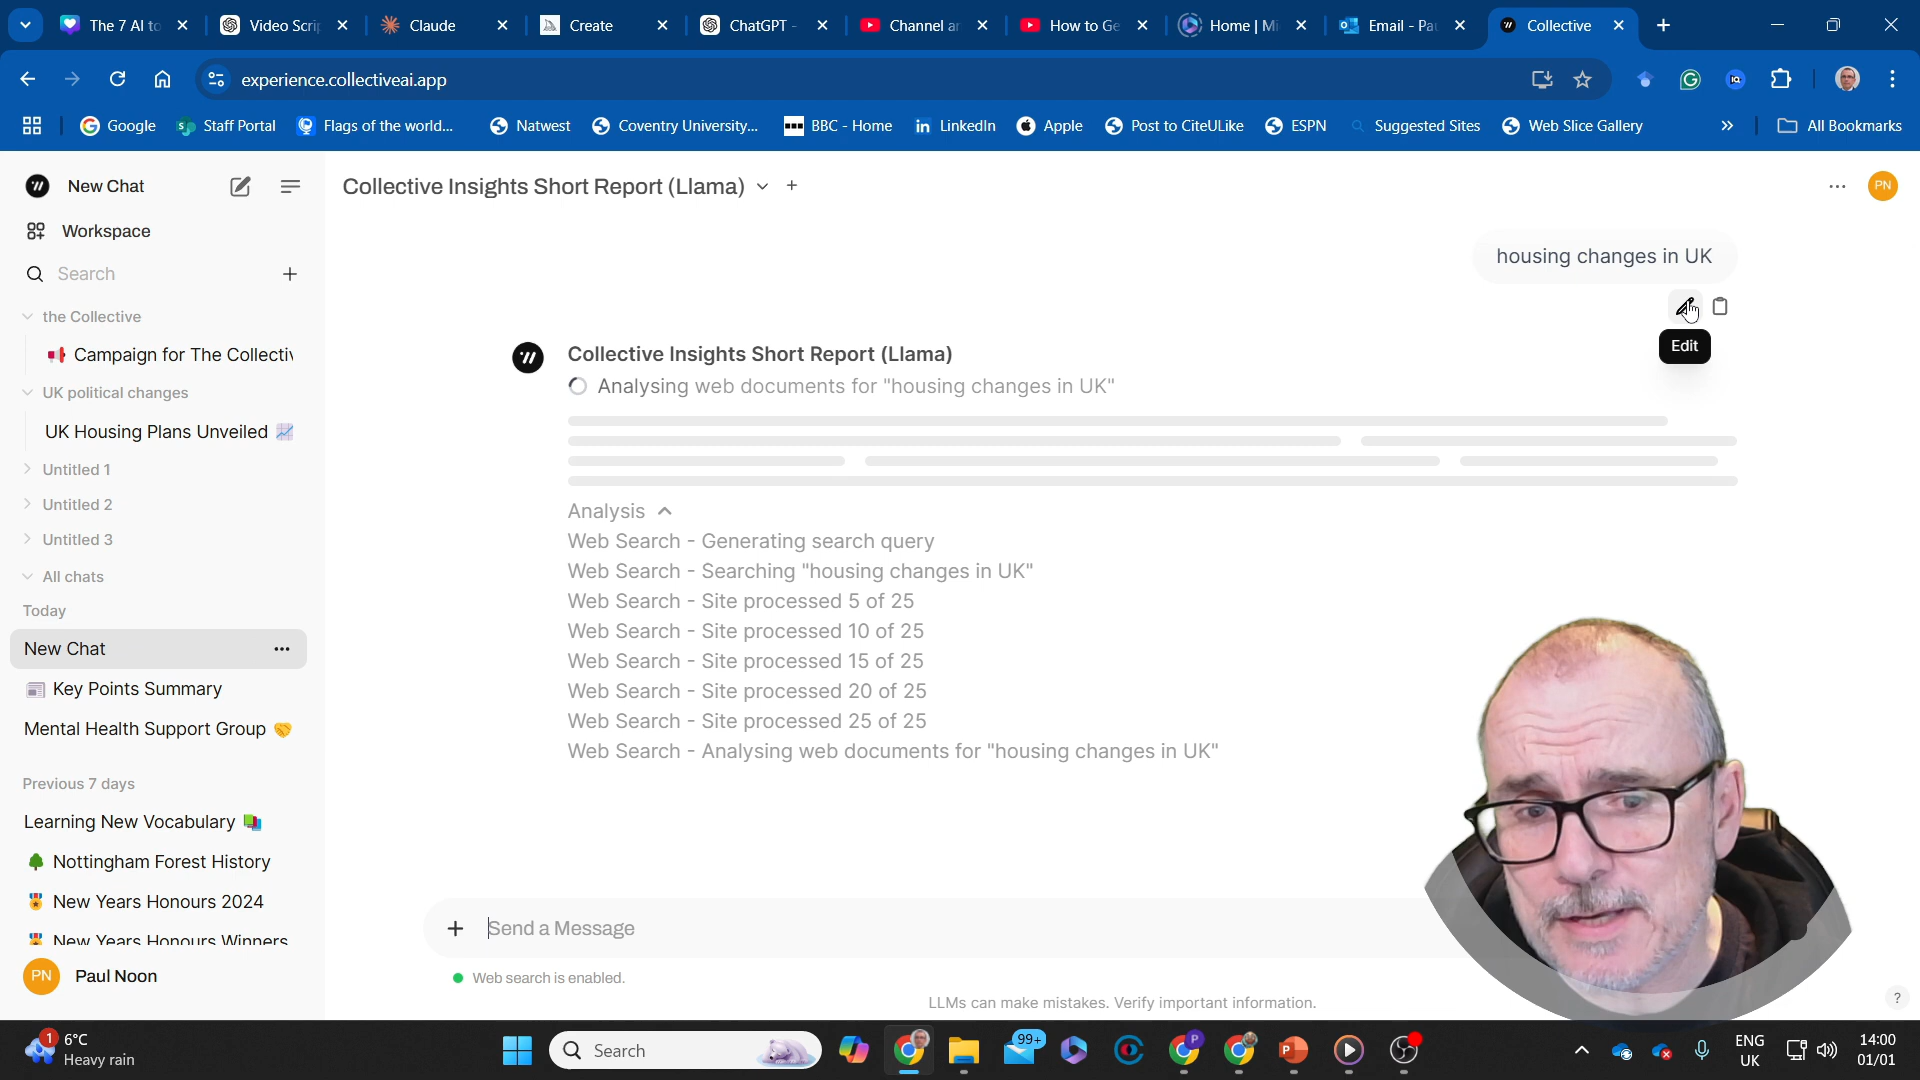 The 7 AI to
Video Scri
Claude
Create
ChatGPT -
Channel a
How to Ge
Home | M
Email - Pa
Collective
experience.collectiveai.app
Google
Staff Portal
Flags of the world...
Natwest
Coventry University...
BBC - Home
LinkedIn
Apple
Post to CiteULike
ESPN
Suggested Sites
Web Slice Gallery
All Bookmarks
New Chat
Workspace
Search
the Collective
Campaign for The Collectiv
UK political changes
UK Housing Plans Unveiled
Untitled 1
Untitled 2
Untitled 3
All chats
Today
New Chat
Key Points Summary
Mental Health Support Group
Previous 7 days
Learning New Vocabulary
Nottingham Forest History
New Years Honours 2024
New Years Honours Winners
PN
Paul Noon
Collective Insights Short Report (Llama)
PN
housing changes in UK
Edit
Collective Insights Short Report (Llama)
Analysing web documents for "housing changes in UK"
Analysis
Web Search - Generating search query
Web Search - Searching "housing changes in UK"
Web Search - Site processed 5 of 25
Web Search - Site processed 10 of 25
Web Search - Site processed 15 of 25
Web Search - Site processed 20 of 25
Web Search - Site processed 25 of 25
Web Search - Analysing web documents for "housing changes in UK"
Send a Message
Web search is enabled.
LLMs can make mistakes. Verify important information.
?
1
6°C
Heavy rain
Search
99+
ENG
UK
14:00
01/01